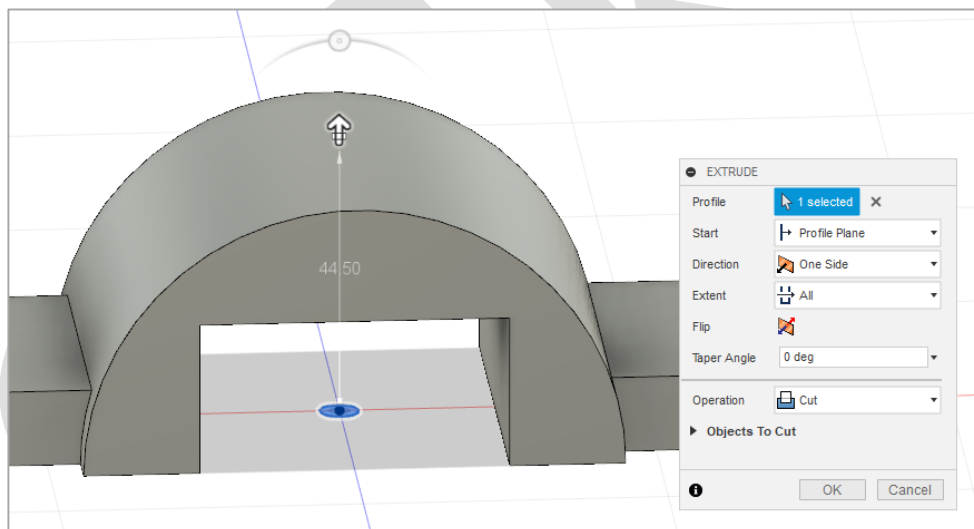 44.50
EXTRUDE
Profile 1 selected
Start Profile Plane
Direction One Side
Extent All
Flip
Taper Angle 0 deg
Operation Cut
Objects To Cut
OK Cancel